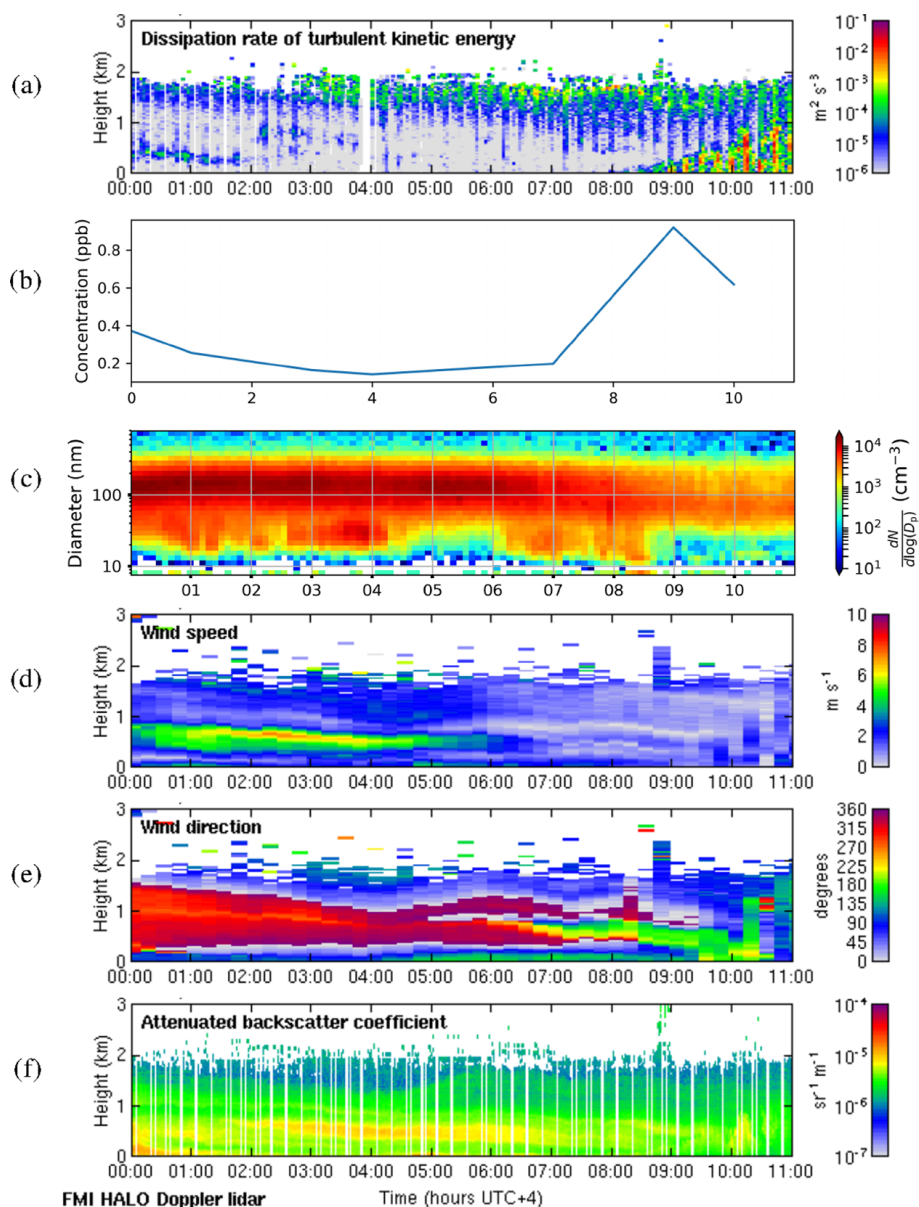 (a)
Dissipation rate of turbulent kinetic energy
Height (km)
3
2
1
0
00:00 01:00 02:00 03:00 04:00 05:00 06:00 07:00 08:00 09:00 10:00 11:00
10⁻¹
10⁻²
10⁻³
10⁻⁴
10⁻⁵
10⁻⁶
m² s⁻³
(b)
Concentration (ppb)
0.8
0.6
0.4
0.2
0 2 4 6 8 10
(c)
Diameter (nm)
100
10
01 02 03 04 05 06 07 08 09 10
10⁴
10³
10²
10¹
dN/dlog(Dp) (cm⁻³)
(d)
Wind speed
Height (km)
3
2
1
0
00:00 01:00 02:00 03:00 04:00 05:00 06:00 07:00 08:00 09:00 10:00 11:00
10
8
6
4
2
0
m s⁻¹
(e)
Wind direction
Height (km)
3
2
1
0
00:00 01:00 02:00 03:00 04:00 05:00 06:00 07:00 08:00 09:00 10:00 11:00
360
315
270
225
180
135
90
45
0
degrees
(f)
Attenuated backscatter coefficient
Height (km)
3
2
1
0
00:00 01:00 02:00 03:00 04:00 05:00 06:00 07:00 08:00 09:00 10:00 11:00
10⁻⁴
10⁻⁵
10⁻⁶
10⁻⁷
sr⁻¹ m⁻¹
FMI HALO Doppler lidar
Time (hours UTC+4)